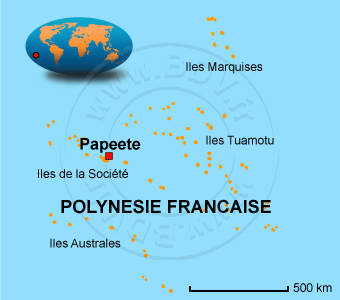 Iles Marquises
Papeete
Iles Tuamotu
Iles de la Société
POLYNESIE FRANCAISE
Iles Australes
500 km